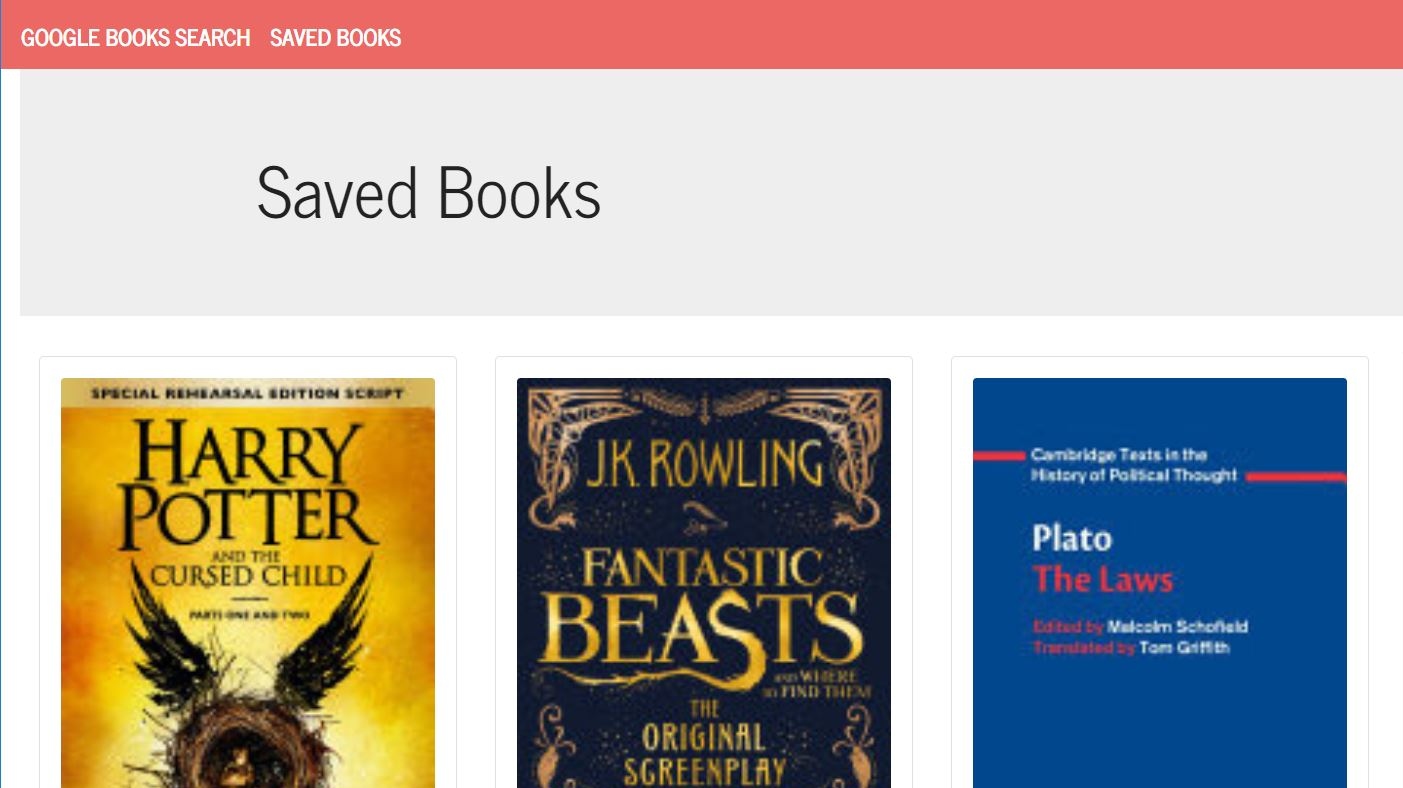 GOOGLE BOOKS SEARCH SAVED BOOKS
Saved Books
SPECIAL REHEARSAL EDITION SCRIPT
HARRY
POTTER
AND THE
CURSED CHILD
PARTS ONE AND TWO
J.K. ROWLING
FANTASTIC
BEASTS
AND WHERE
TO FIND THEM
THE
ORIGINAL
SCREENPLAY
Cambridge Texts in the
History of Political Thought
Plato
The Laws
Edited by Malcolm Schofield
Translated by Tom Griffith